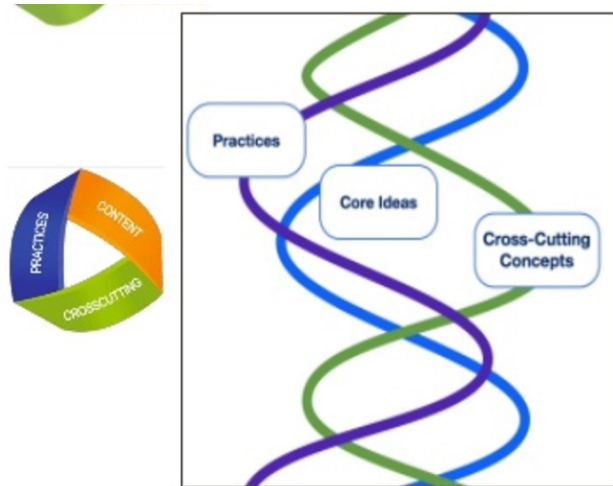 Practices
Core Ideas
Cross-Cutting
Concepts
PRACTICES
CONTENT
CROSSCUTTING